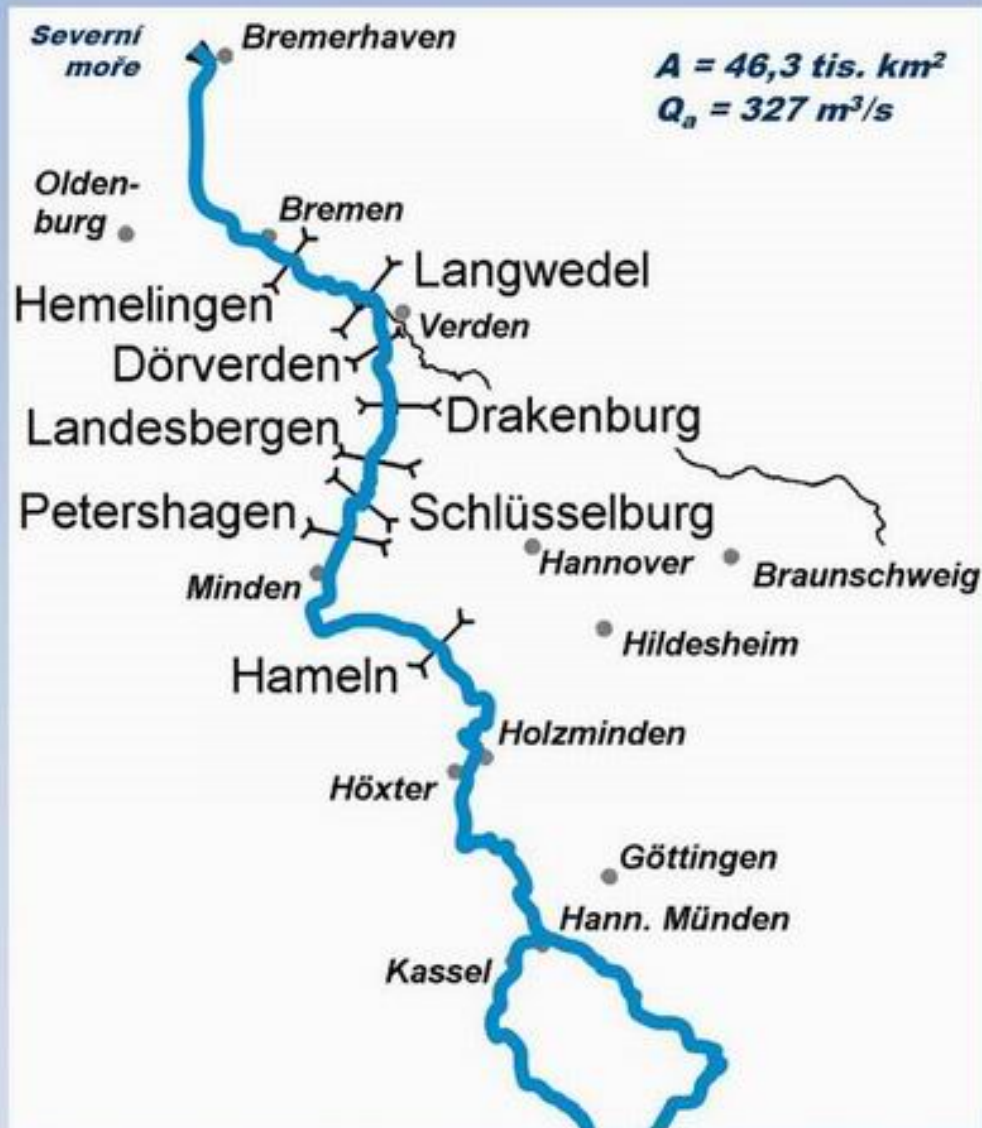 Severní
moře
Bremerhaven
A = 46,3 tis. km²
Qₐ = 327 m³/s
Olden-
burg
Bremen
Langwedel
Hemelingen
Verden
Dörverden
Drakenburg
Landesbergen
Petershagen
Schlüsselburg
Hannover
Braunschweig
Minden
Hildesheim
Hameln
Holzminden
Höxter
Göttingen
Hann. Münden
Kassel